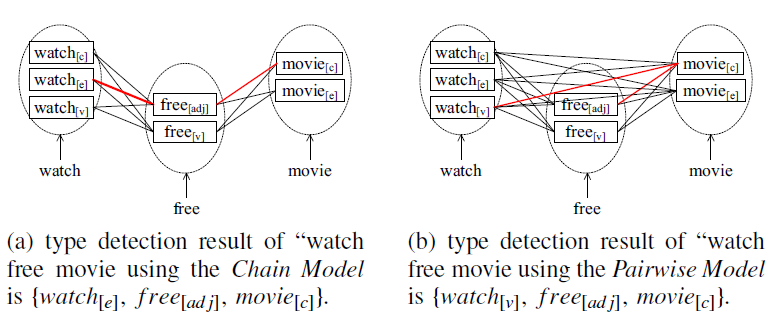 watch[c]
watch[e]
watch[v]
free[adj]
free[v]
movie[c]
movie[e]
watch
free
movie
(a) type detection result of “watch
free movie using the Chain Model
is {watch[e], free[adj], movie[c]}.
watch[c]
watch[e]
watch[v]
free[adj]
free[v]
movie[c]
movie[e]
watch
free
movie
(b) type detection result of “watch
free movie using the Pairwise Model
is {watch[v], free[adj], movie[c]}.